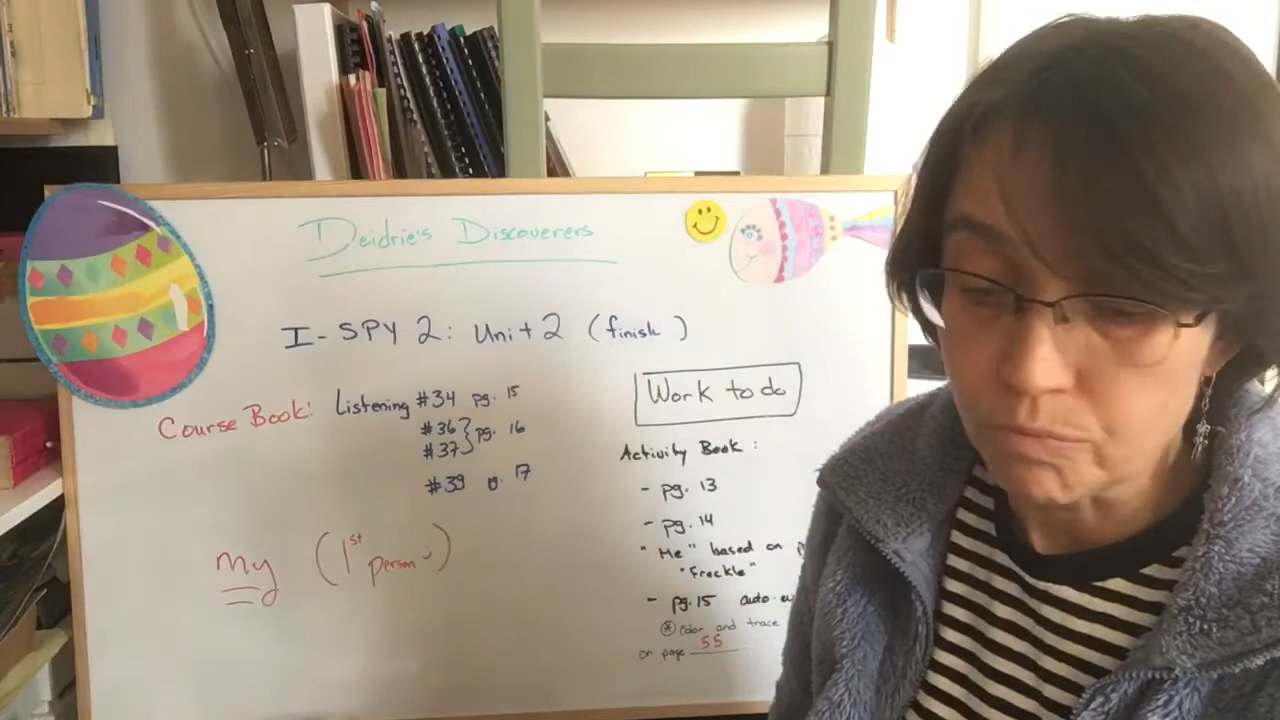 Deidrie's Discoverers
I-SPY 2: Unit 2 (finish)
Course Book: Listening #34 pg. 15
#36
#37 } pg. 16
#39 p. 17
my (1st person)
Work to do
Activity Book:
- pg. 13
- pg. 14
"Me" based on
"Freckle"
- pg. 15 auto-
* Color and trace
on page 55